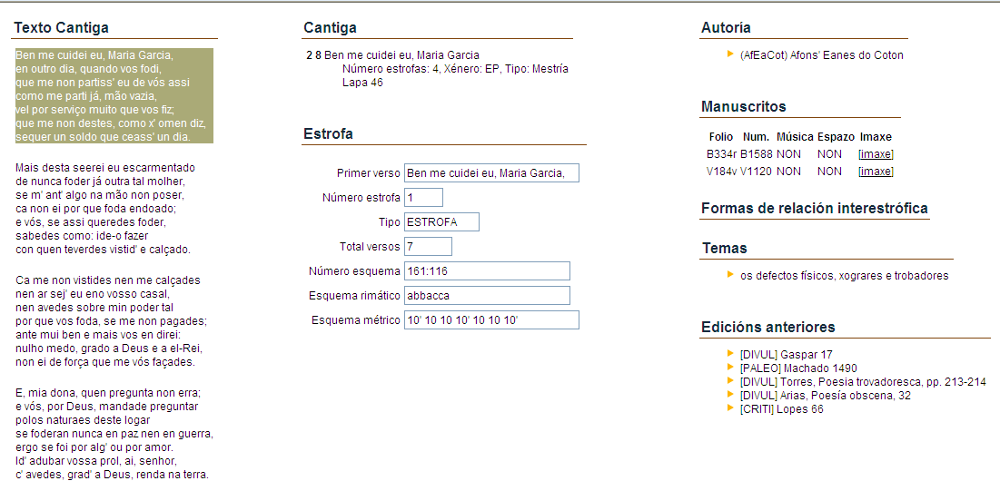 Texto Cantiga
Ben me cuidei eu, Maria Garcia,
en outro dia, quando vos fodi,
que me non partiss' eu de vós assi
como me parti já, mão vazia,
vel por serviço muito que vos fiz;
que me non destes, como x' omen diz,
sequer un soldo que ceass' un dia.
Mais desta seerei eu escarmentado
de nunca foder já outra tal molher,
se m' ant' algo na mão non poser,
ca non ei por que foda endoado;
e vós, se assi queredes foder,
sabedes como: ide-o fazer
con quen teverdes vistid' e calçado.
Ca me non vistides nen me calçades
nen ar sej' eu eno vosso casal,
nen avedes sobre min poder tal
por que vos foda, se me non pagades;
ante mui ben e mais vos en direi:
nulho medo, grado a Deus e a el-Rei,
non ei de força que me vós façades.
E, mia dona, quen pregunta non erra;
e vós, por Deus, mandade preguntar
polos naturaes deste logar
se foderan nunca en paz nen en guerra,
ergo se foi por alg' ou por amor.
Id' adubar vossa prol, ai, senhor,
c' avedes, grad' a Deus, renda na terra.
Cantiga
2 8 Ben me cuidei eu, Maria Garcia
Número estrofas: 4, Xénero: EP, Tipo: Mestría
Lapa 46
Estrofa
Primer verso Ben me cuidei eu, Maria Garcia,
Número estrofa 1
Tipo ESTROFA
Total versos 7
Número esquema 161:116
Esquema rimático abbacca
Esquema métrico 10' 10 10 10' 10 10 10'
Autoría
(AfEaCot) Afons' Eanes do Coton
Manuscritos
Folio Num. Música Espazo Imaxe
B334r B1588 NON NON [imaxe]
V184v V1120 NON NON [imaxe]
Formas de relación interestrófica
Temas
os defectos físicos, xograres e trobadores
Edicións anteriores
[DIVUL] Gaspar 17
[PALEO] Machado 1490
[DIVUL] Torres, Poesia trovadoresca, pp. 213-214
[DIVUL] Arias, Poesía obscena, 32
[CRITI] Lopes 66